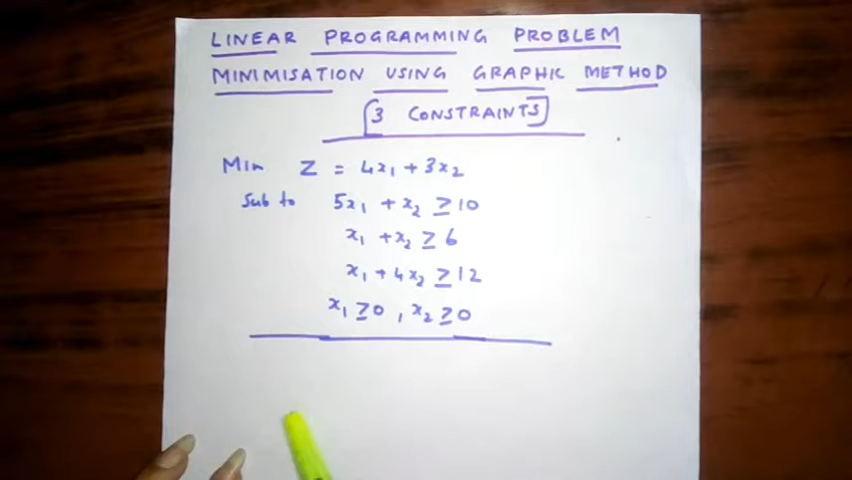 LINEAR PROGRAMMING PROBLEM
MINIMISATION USING GRAPHIC METHOD
[3 CONSTRAINTS]
Min Z = 4x₁ + 3x₂
Sub to 5x₁ + x₂ ≥ 10
x₁ + x₂ ≥ 6
x₁ + 4x₂ ≥ 12
x₁ ≥ 0, x₂ ≥ 0